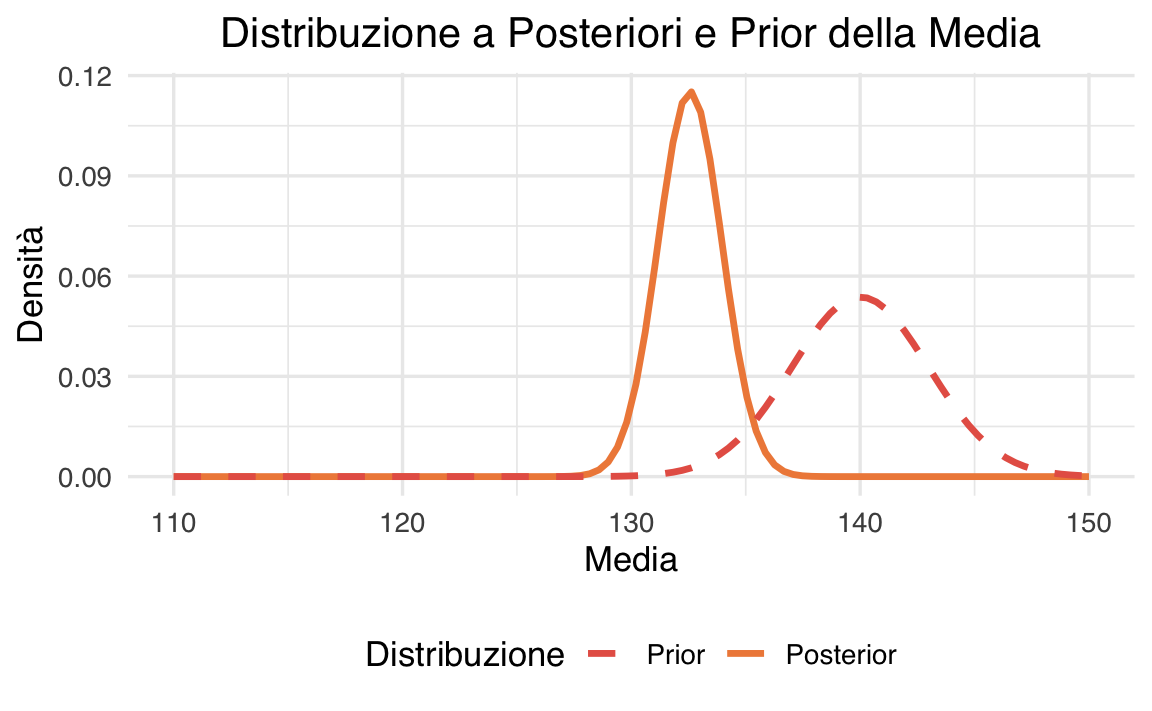 Distribuzione a Posteriori e Prior della Media
0.12
0.09
0.06
0.03
0.00
Densità
110 120 130 140 150
Media
Distribuzione Prior Posterior